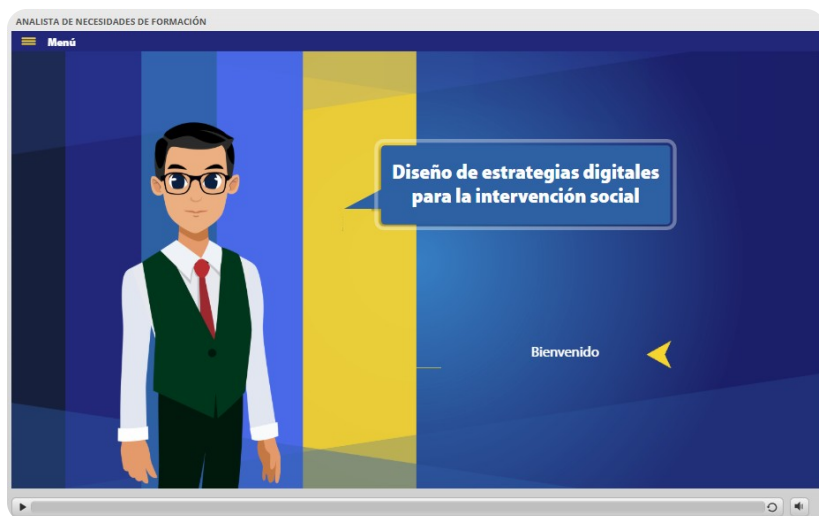 ANALISTA DE NECESIDADES DE FORMACIÓN
Menú
Diseño de estrategias digitales
para la intervención social
Bienvenido